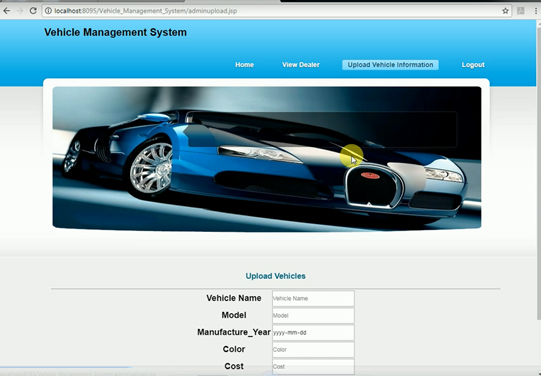 localhost:8095/Vehicle_Management_System/adminupload.jsp
Vehicle Management System
Home View Dealer Upload Vehicle Information Logout
Upload Vehicles
Vehicle Name Vehicle Name
Model Model
Manufacture_Year yyyy-mm-dd
Color Color
Cost Cost